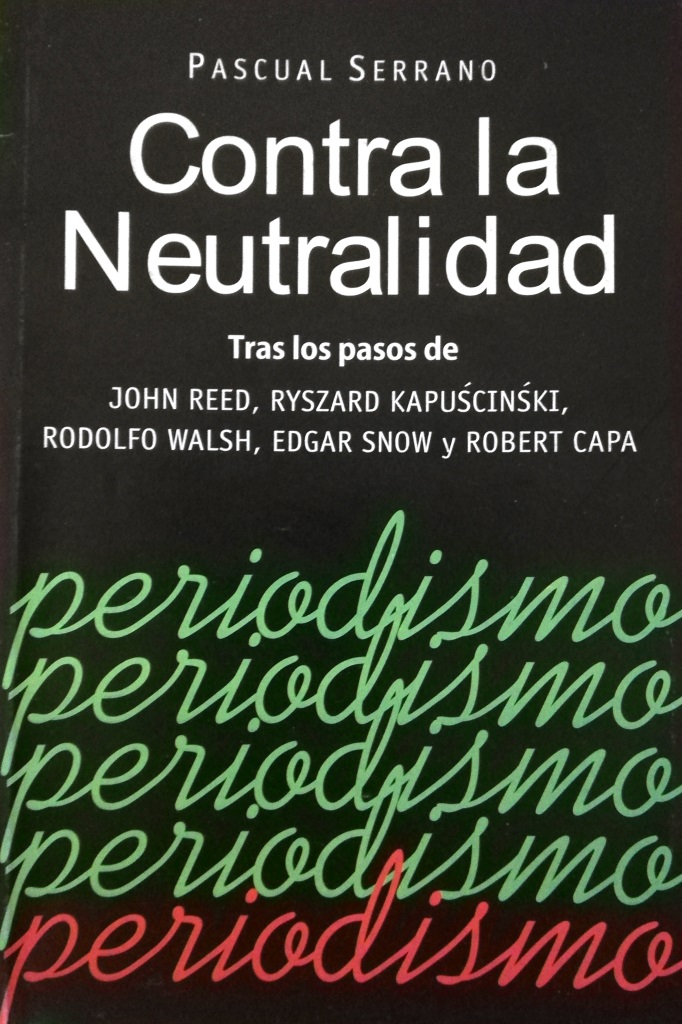 PASCUAL SERRANO
Contra la
Neutralidad
Tras los pasos de
JOHN REED, RYSZARD KAPUŚCINŚKI,
RODOLFO WALSH, EDGAR SNOW y ROBERT CAPA
periodismo
periodismo
periodismo
periodismo
periodismo